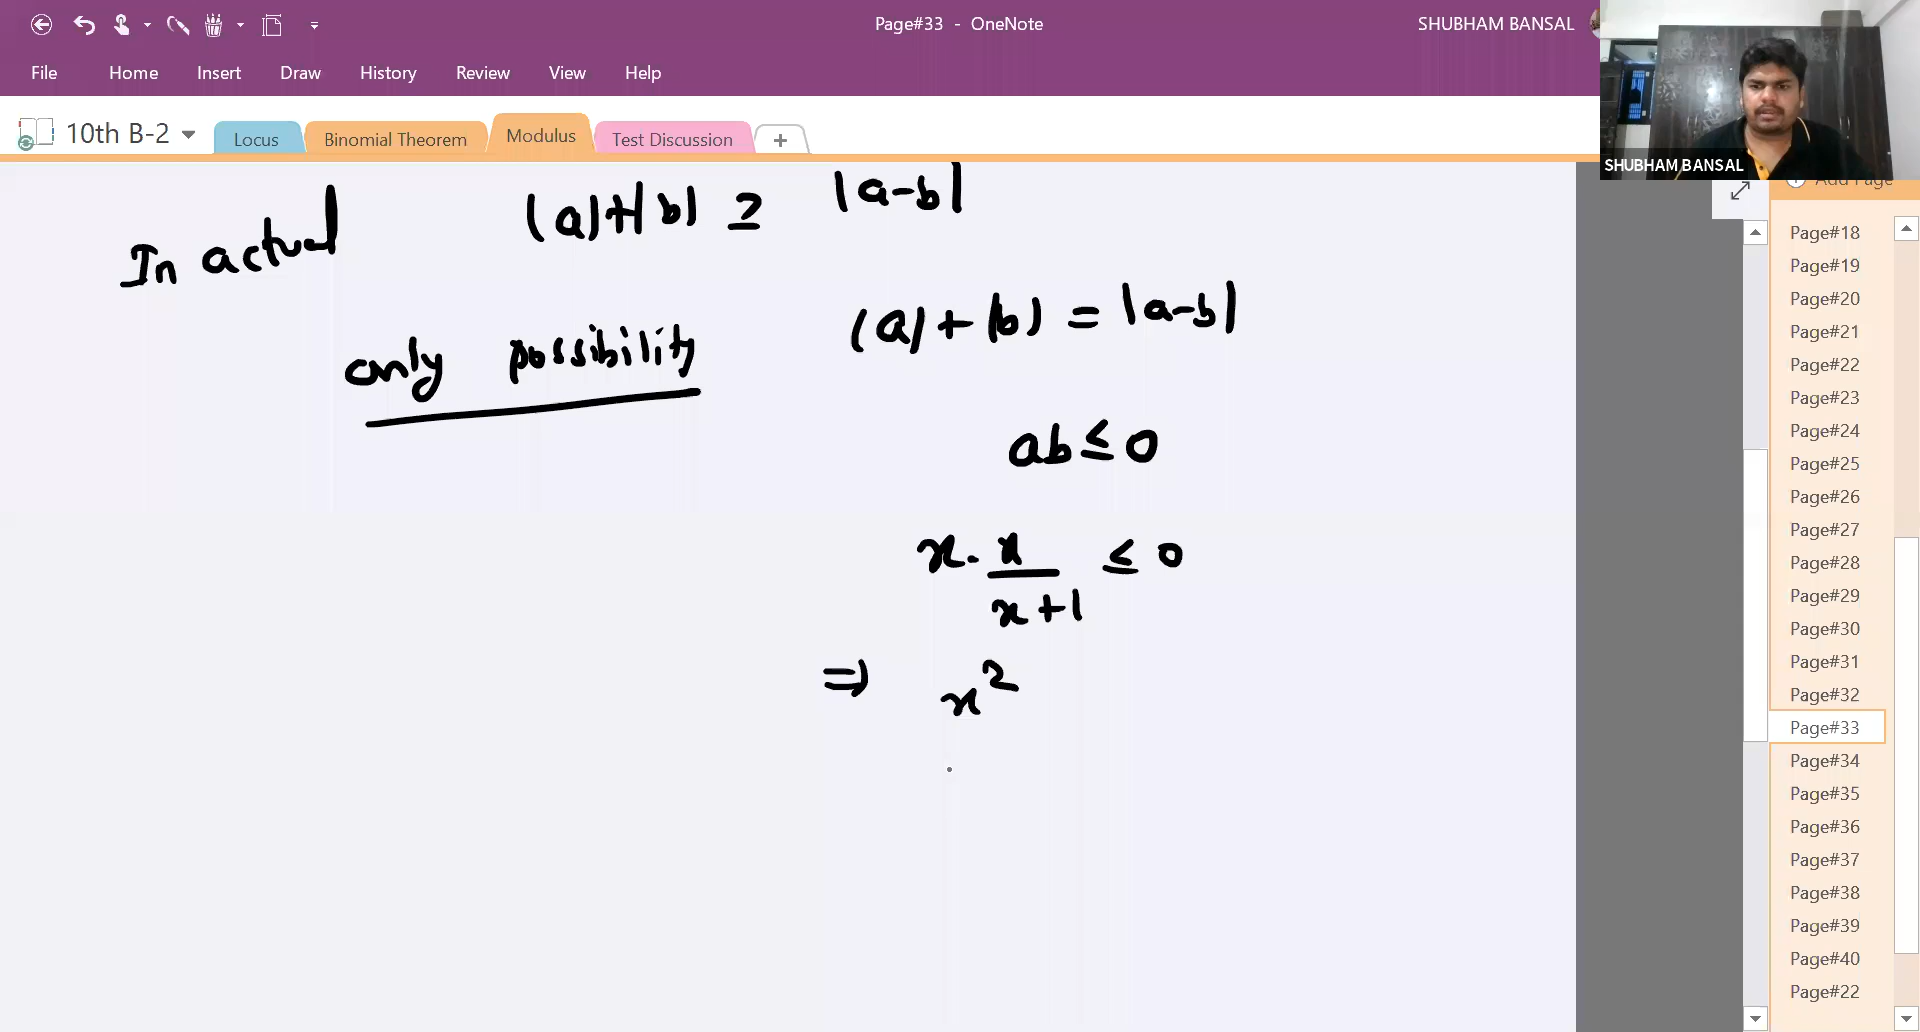 Page#33 - OneNote
SHUBHAM BANSAL
File Home Insert Draw History Review View Help
10th B-2
Locus
Binomial Theorem
Modulus
Test Discussion
+
SHUBHAM BANSAL
Add Page
In actual |a|+|b| ≥ |a-b|
only possibility |a| + |b| = |a-b|
ab ≤ 0
x · x/(x+1) ≤ 0
⇒ x²
Page#18
Page#19
Page#20
Page#21
Page#22
Page#23
Page#24
Page#25
Page#26
Page#27
Page#28
Page#29
Page#30
Page#31
Page#32
Page#33
Page#34
Page#35
Page#36
Page#37
Page#38
Page#39
Page#40
Page#22